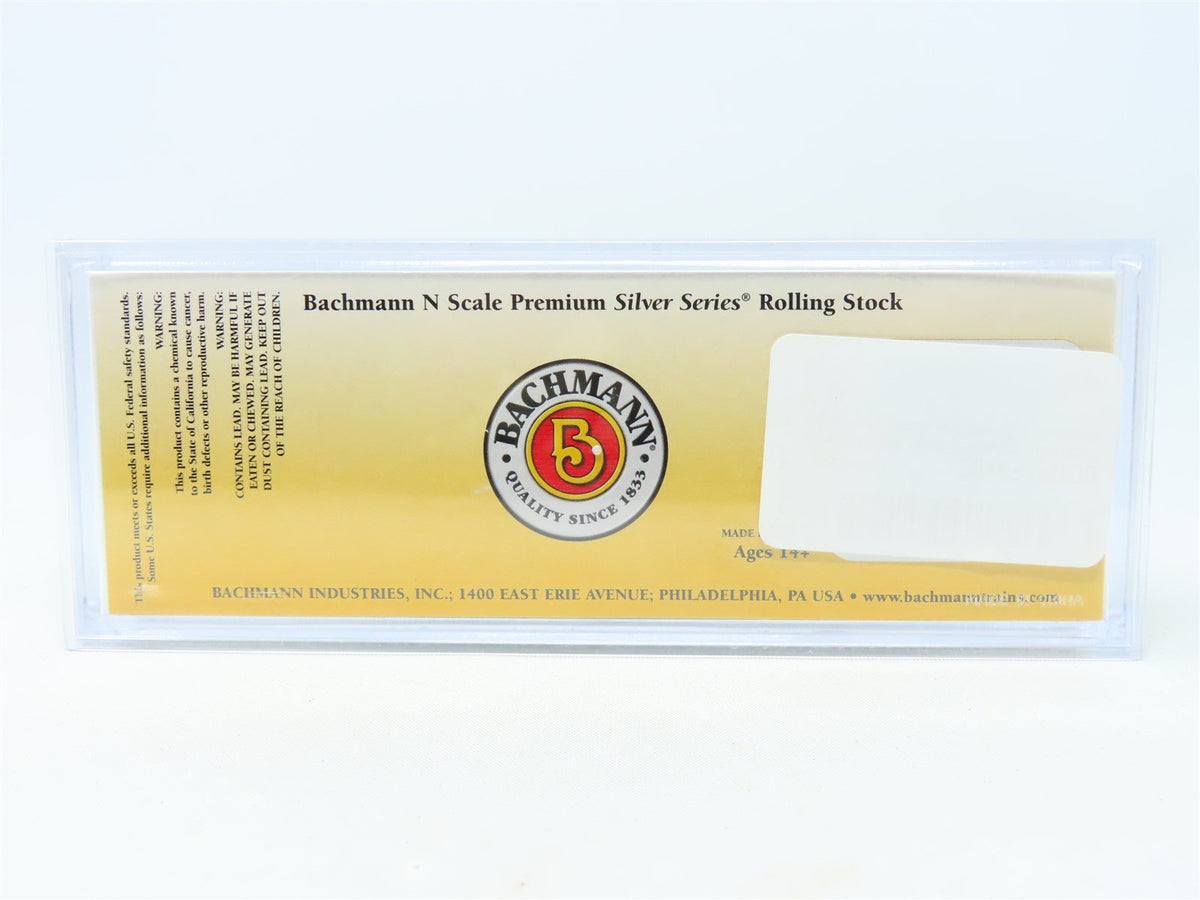 Bachmann N Scale Premium Silver Series® Rolling Stock
This product meets or exceeds all U.S. Federal safety standards.
Some U.S. States require additional information as follows:
WARNING:
This product contains a chemical known
to the State of California to cause cancer,
birth defects or other reproductive harm.
WARNING:
CONTAINS LEAD. MAY BE HARMFUL IF
EATEN OR CHEWED. MAY GENERATE
DUST CONTAINING LEAD. KEEP OUT
OF THE REACH OF CHILDREN.
BACHMANN®
B
• QUALITY SINCE 1833 •
MADE
Ages 14+
BACHMANN INDUSTRIES, INC.; 1400 EAST ERIE AVENUE; PHILADELPHIA, PA USA • www.bachmanntrains.com